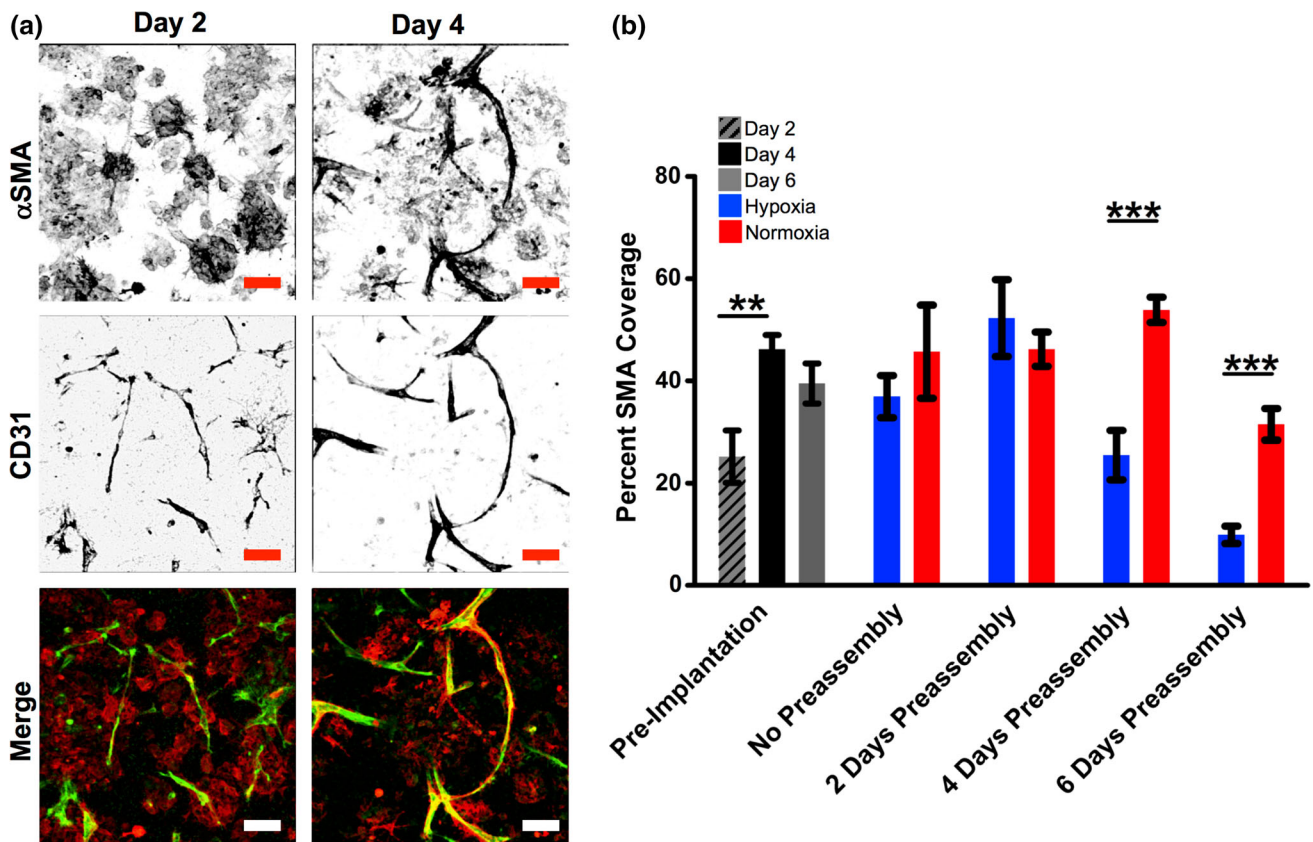 (a)
Day 2
Day 4
αSMA
CD31
Merge
(b)
Day 2
Day 4
Day 6
Hypoxia
Normoxia
Percent SMA Coverage
80
60
40
20
0
**
***
***
Pre-Implantation
No Preassembly
2 Days Preassembly
4 Days Preassembly
6 Days Preassembly